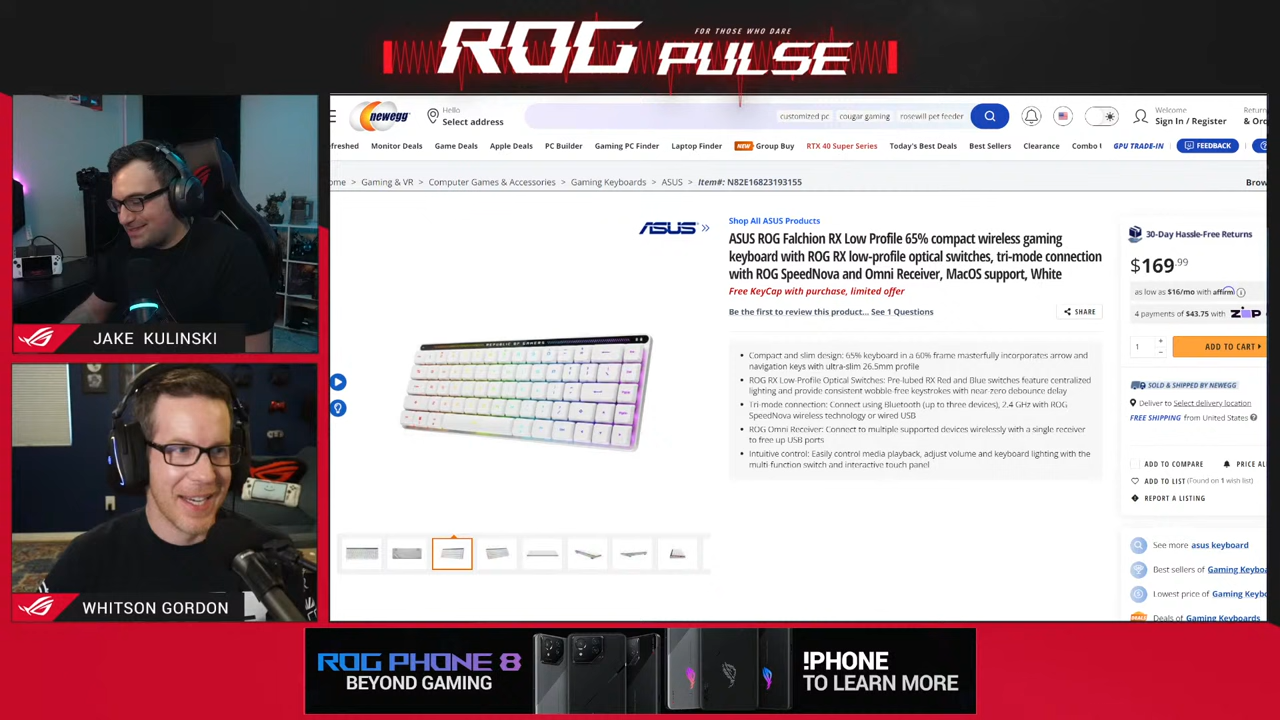 FOR THOSE WHO DARE
ROG PULSE
JAKE KULINSKI
WHITSON GORDON
newegg
Hello
Select address
customized pc
cougar gaming
rosewill pet feeder
Welcome
Sign In / Register
Return
& Ord
efurbished
Monitor Deals
Game Deals
Apple Deals
PC Builder
Gaming PC Finder
Laptop Finder
NEW Group Buy
RTX 40 Super Series
Today's Best Deals
Best Sellers
Clearance
Combo
GPU TRADE-IN
FEEDBACK
ome > Gaming & VR > Computer Games & Accessories > Gaming Keyboards > ASUS > Item#: N82E16823193155
Brow
ASUS »
REPUBLIC OF GAMERS
Shop All ASUS Products
ASUS ROG Falchion RX Low Profile 65% compact wireless gaming
keyboard with ROG RX low-profile optical switches, tri-mode connection
with ROG SpeedNova and Omni Receiver, MacOS support, White
Free KeyCap with purchase, limited offer
Be the first to review this product... See 1 Questions
SHARE
• Compact and slim design: 65% keyboard in a 60% frame masterfully incorporates arrow and
navigation keys with ultra-slim 26.5mm profile
• ROG RX Low-Profile Optical Switches: Pre-lubed RX Red and Blue switches feature centralized
lighting and provide consistent wobble-free keystrokes with near-zero debounce delay
• Tri-mode connection: Connect using Bluetooth (up to three devices), 2.4 GHz with ROG
SpeedNova wireless technology or wired USB
• ROG Omni Receiver: Connect to multiple supported devices wirelessly with a single receiver
to free up USB ports
• Intuitive control: Easily control media playback, adjust volume and keyboard lighting with the
multi-function switch and interactive touch panel
30-Day Hassle-Free Returns
$169.99
as low as $16/mo with affirm
4 payments of $43.75 with ZIP
1
ADD TO CART
SOLD & SHIPPED BY NEWEGG
Deliver to Select delivery location
FREE SHIPPING from United States
ADD TO COMPARE
PRICE AL
ADD TO LIST (Found on 1 wish list)
REPORT A LISTING
See more asus keyboard
Best sellers of Gaming Keybo
Lowest price of Gaming Keyb
Deals of Gaming Keyboards
ROG PHONE 8
BEYOND GAMING
!PHONE
TO LEARN MORE